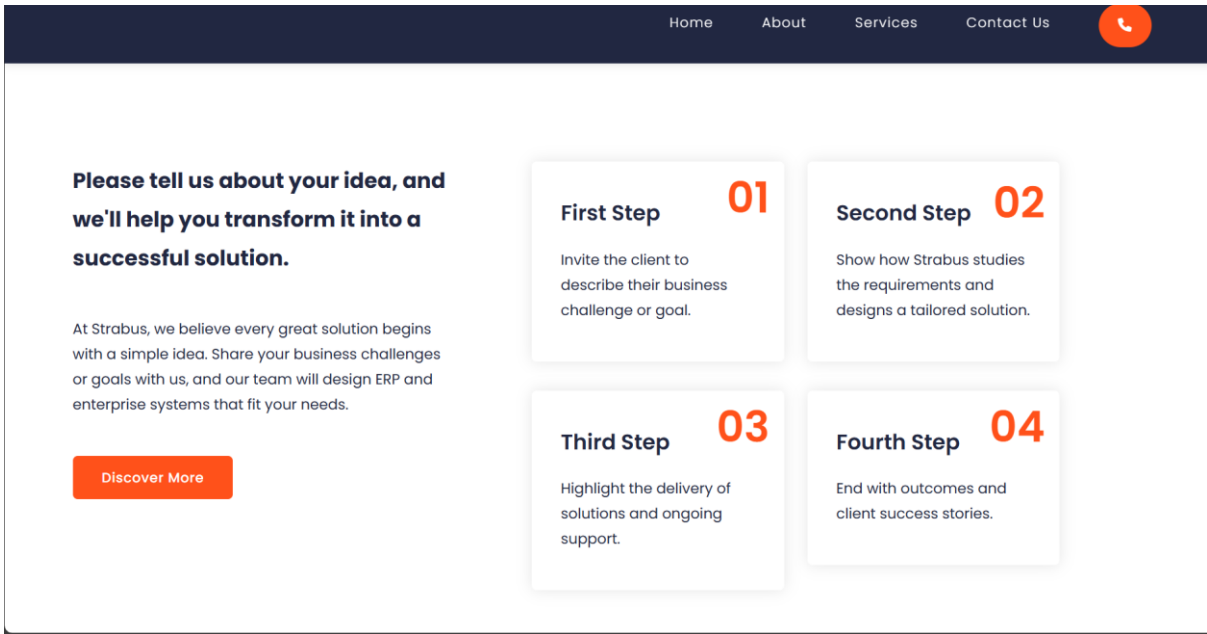 Home About Services Contact Us
Please tell us about your idea, and
we'll help you transform it into a
successful solution.
At Strabus, we believe every great solution begins
with a simple idea. Share your business challenges
or goals with us, and our team will design ERP and
enterprise systems that fit your needs.
Discover More
01
First Step
Invite the client to
describe their business
challenge or goal.
02
Second Step
Show how Strabus studies
the requirements and
designs a tailored solution.
03
Third Step
Highlight the delivery of
solutions and ongoing
support.
04
Fourth Step
End with outcomes and
client success stories.